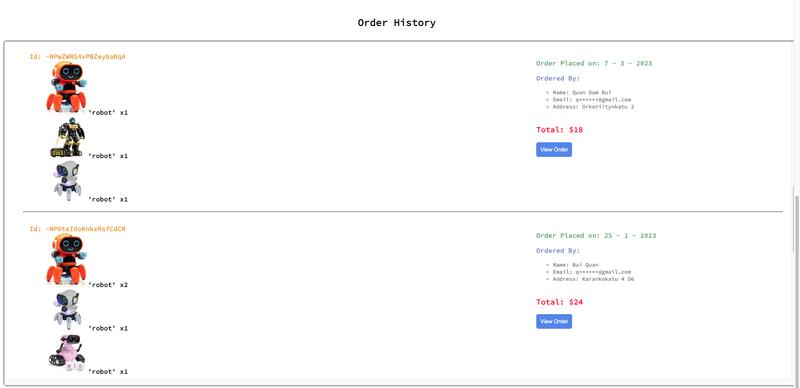 Order History
Id: -NPwZWRS4vPBZeybaNqA
'robot' x1
'robot' x1
'robot' x1
Order Placed on: 7 - 3 - 2023
Ordered By:
Name: Quan Dam Bui
Email: q******@gmail.com
Address: Orkoniitynkatu 2
Total: $18
View Order
Id: -NPGteI0oKnkzRsfCdCM
'robot' x2
'robot' x1
'robot' x1
Order Placed on: 25 - 1 - 2023
Ordered By:
Name: Bui Quan
Email: q******@gmail.com
Address: Karankokatu 4 D6
Total: $24
View Order